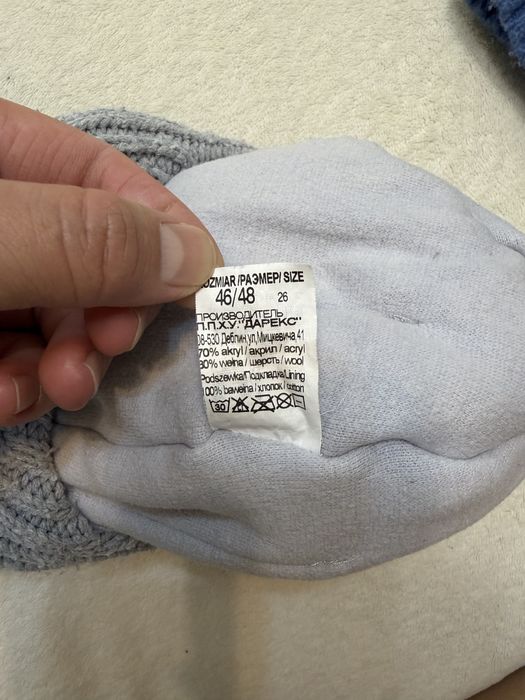 ROZMIAR/РАЗМЕР/ SIZE
46/48 26
ПРОИЗВОДИТЕЛЬ
П.П.Х.У."ДАРЕКС"
08-530 Деблин,ул,Мицкевича,41
70% akryl / акрил / acryl
30% wełna / шерсть / wool
Podszewka/Подкладка/Lining
100% bawełna / хлопок / cotton
30